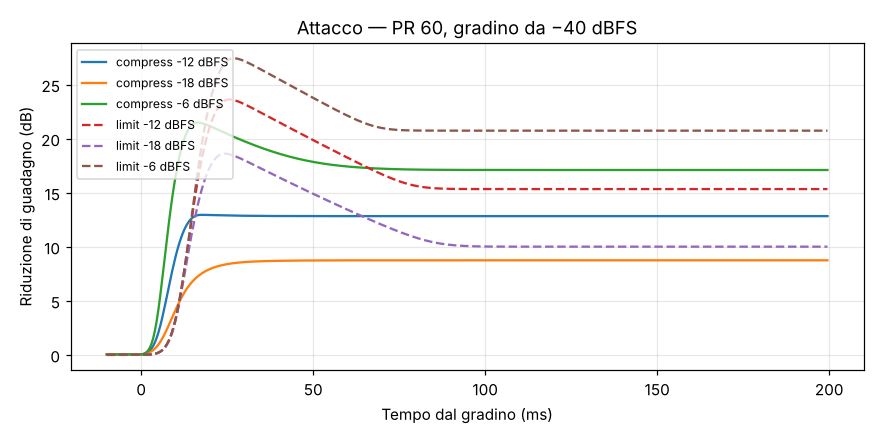 Attacco — PR 60, gradino da −40 dBFS
Riduzione di guadagno (dB)
25
20
15
10
5
0
compress -12 dBFS
compress -18 dBFS
compress -6 dBFS
limit -12 dBFS
limit -18 dBFS
limit -6 dBFS
0 50 100 150 200
Tempo dal gradino (ms)